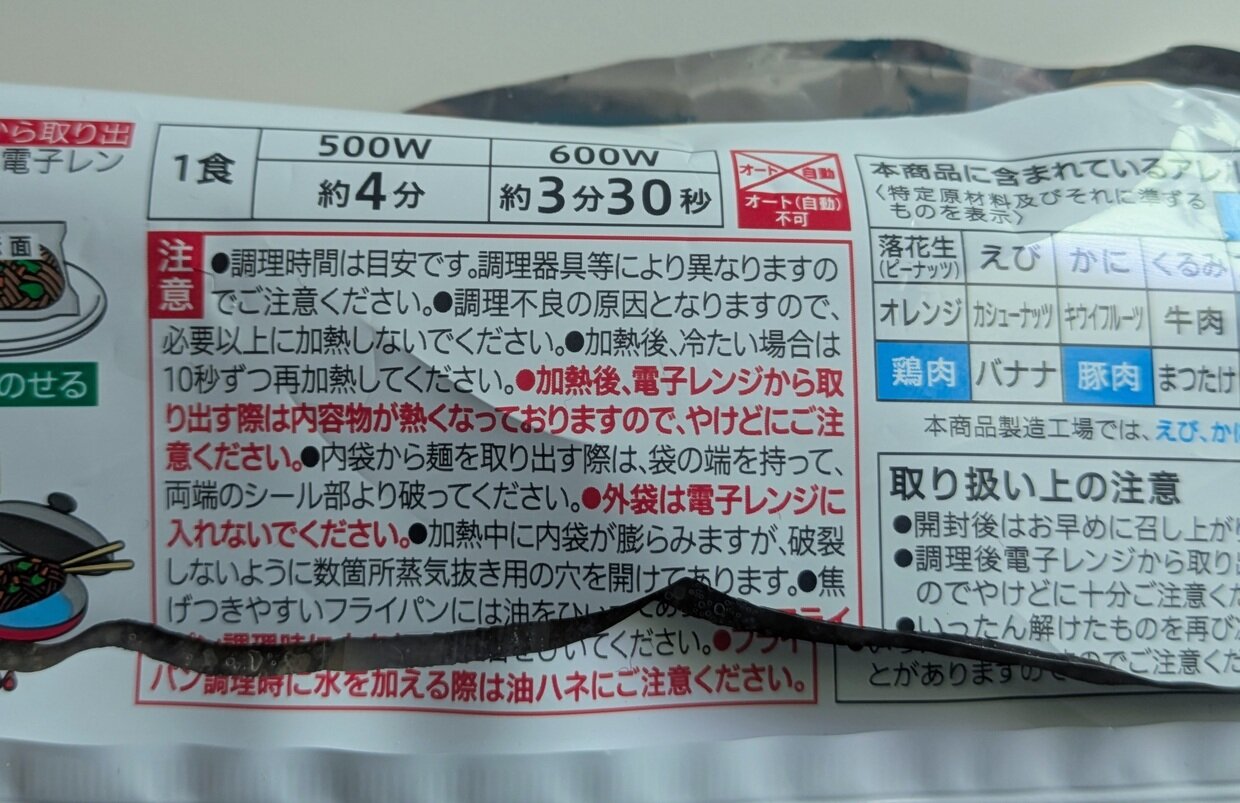 から取り出
電子レン
面
のせる
1食
500W
600W
約4分
約3分30秒
オート 自動
オート(自動)
不可
注意
●調理時間は目安です。調理器具等により異なりますの
でご注意ください。●調理不良の原因となりますので、
必要以上に加熱しないでください。●加熱後、冷たい場合は
10秒ずつ再加熱してください。●加熱後、電子レンジから取
り出す際は内容物が熱くなっておりますので、やけどにご注
意ください。●内袋から麺を取り出す際は、袋の端を持って、
両端のシール部より破ってください。●外袋は電子レンジに
入れないでください。●加熱中に内袋が膨らみますが、破裂
しないように数箇所蒸気抜き用の穴を開けてあります。●焦
げつきやすいフライパンには油をひいて
ください。●フライ
パン調理時に水を加える際は油ハネにご注意ください。
本商品に含まれているアレル
〈特定原材料及びそれに準ずる
ものを表示〉
落花生
(ピーナッツ)
えび
かに
くるみ
オレンジ
カシューナッツ
キウイフルーツ
牛肉
鶏肉
バナナ
豚肉
まつたけ
本商品製造工場では、えび、かに
取り扱い上の注意
●開封後はお早めに召し上がり
●調理後電子レンジから取り出
のでやけどに十分ご注意くだ
●いったん解けたものを再び
とがありますのでご注意くだ